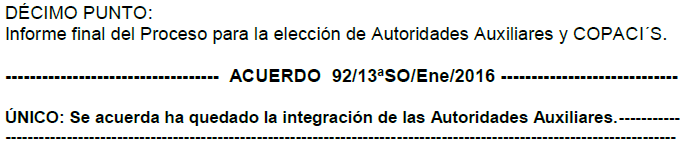 DÉCIMO PUNTO:
Informe final del Proceso para la elección de Autoridades Auxiliares y COPACI´S.
----------------------------------- ACUERDO 92/13ªSO/Ene/2016 -----------------------------
ÚNICO: Se acuerda ha quedado la integración de las Autoridades Auxiliares.-----------
--------------------------------------------------------------------------------------------------------------------------